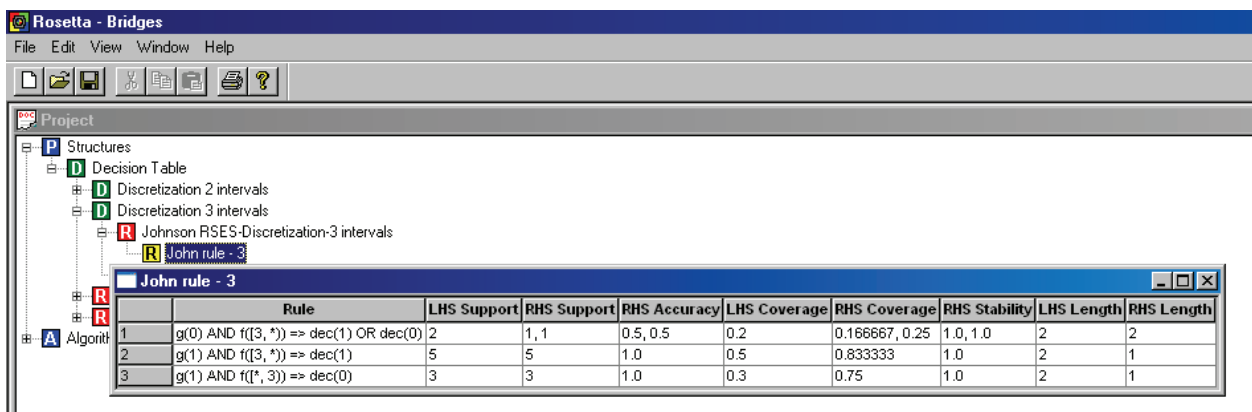 Rosetta - Bridges
File Edit View Window Help
Project
P Structures
D Decision Table
D Discretization 2 intervals
D Discretization 3 intervals
R Johnson RSES-Discretization-3 intervals
R John rule - 3
John rule - 3
Rule LHS Support RHS Support RHS Accuracy LHS Coverage RHS Coverage RHS Stability LHS Length RHS Length
1 g(0) AND f([3, *)) => dec(1) OR dec(0) 2 1, 1 0.5, 0.5 0.2 0.166667, 0.25 1.0, 1.0 2 2
2 g(1) AND f([3, *)) => dec(1) 5 5 1.0 0.5 0.833333 1.0 2 1
3 g(1) AND f([*, 3)) => dec(0) 3 3 1.0 0.3 0.75 1.0 2 1
R
R
A Algorith